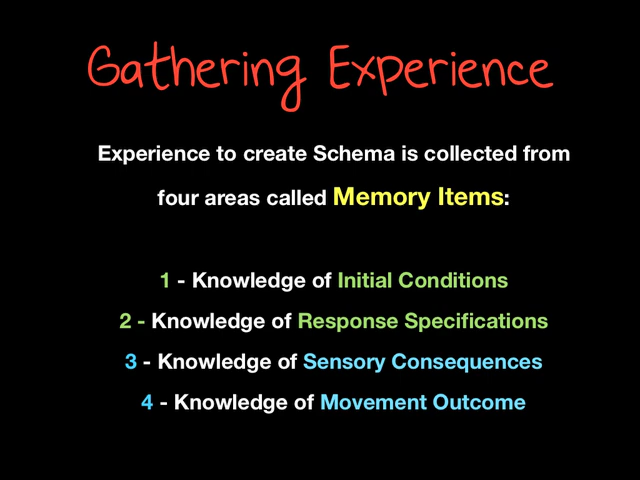 Gathering Experience
Experience to create Schema is collected from
four areas called Memory Items:
1 - Knowledge of Initial Conditions
2 - Knowledge of Response Specifications
3 - Knowledge of Sensory Consequences
4 - Knowledge of Movement Outcome